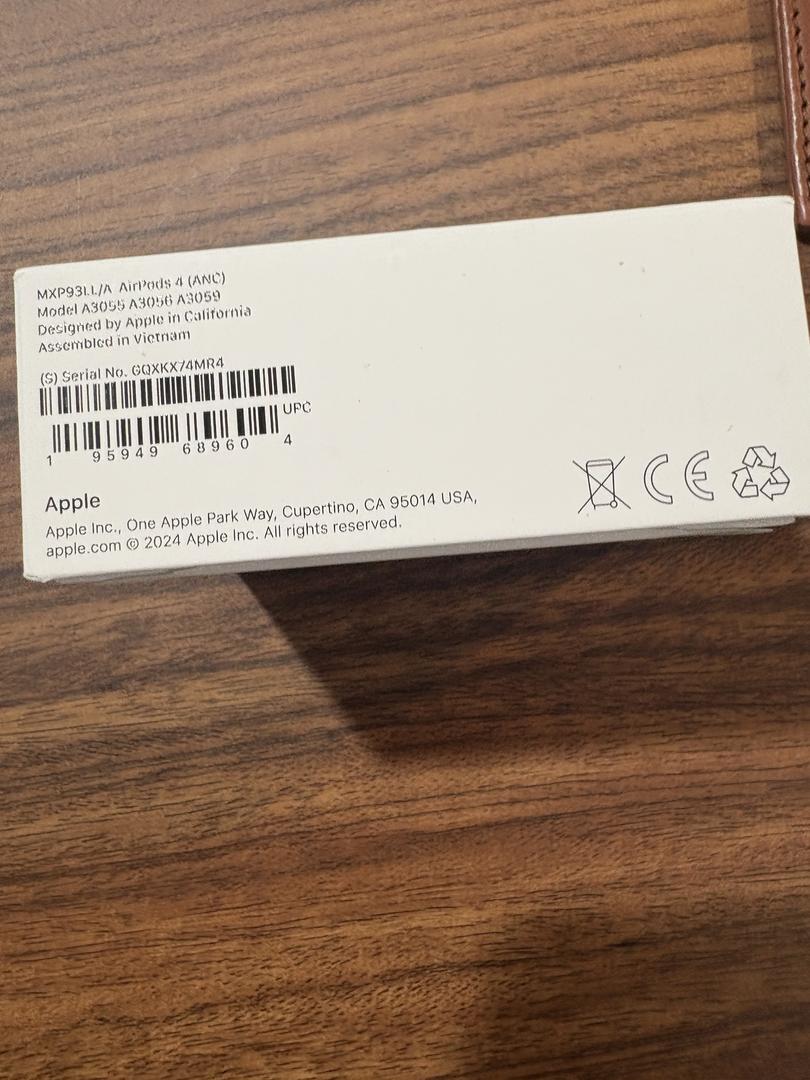 MXP93LL/A AirPods 4 (ANC)
Model A3055 A3056 A3059
Designed by Apple in California
Assembled in Vietnam
(S) Serial No. GQXKX74MR4
UPC
1 95949 68960 4
Apple
Apple Inc., One Apple Park Way, Cupertino, CA 95014 USA,
apple.com © 2024 Apple Inc. All rights reserved.
CE